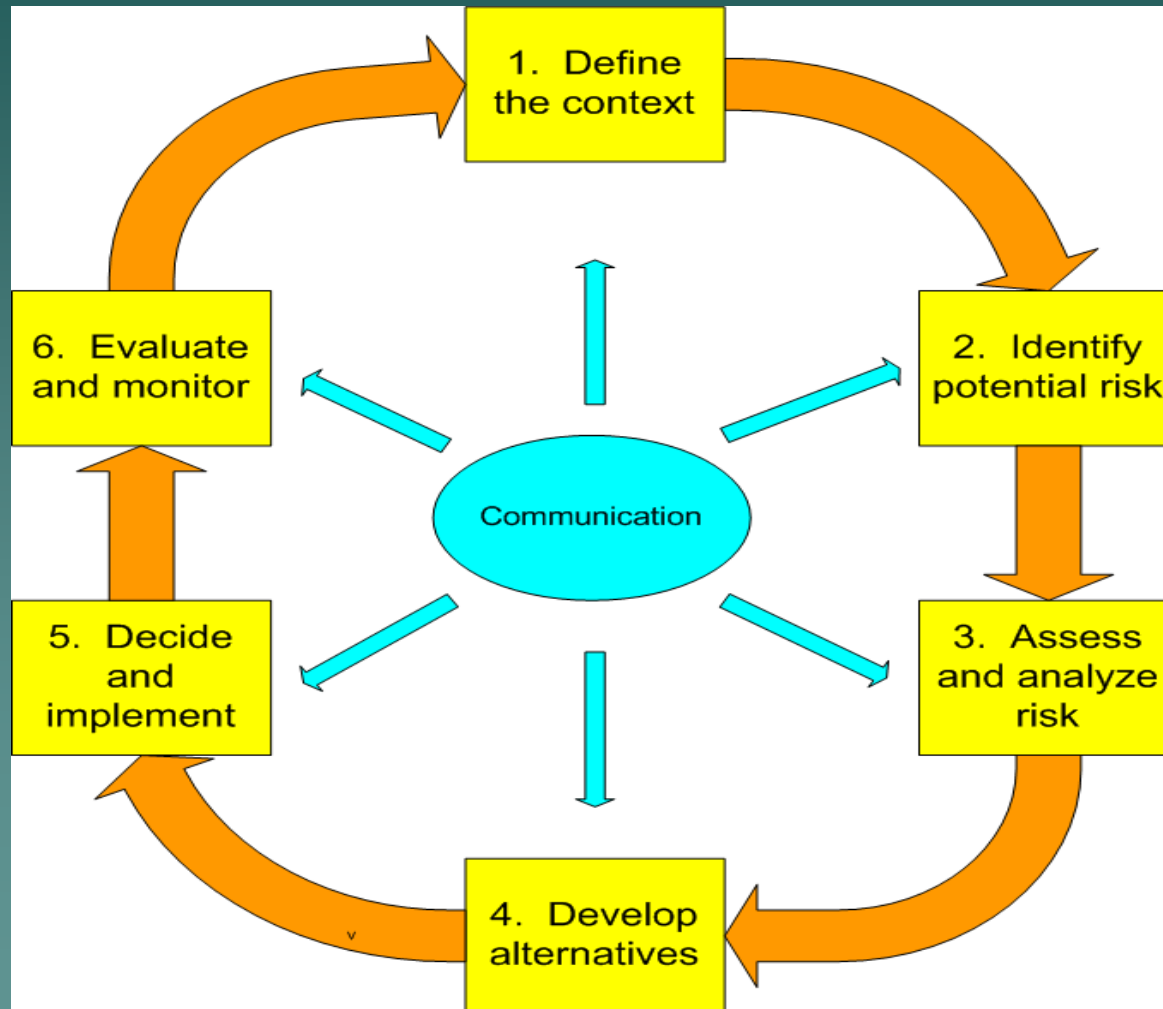 1. Define
the context
2. Identify
potential risk
3. Assess
and analyze
risk
4. Develop
alternatives
5. Decide
and
implement
6. Evaluate
and monitor
Communication
v